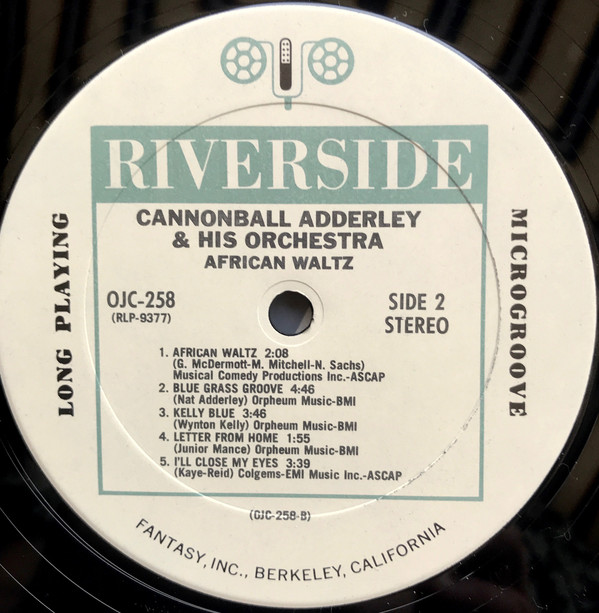 RIVERSIDE
CANNONBALL ADDERLEY
& HIS ORCHESTRA
AFRICAN WALTZ
LONG PLAYING
MICROGROOVE
OJC-258
(RLP-9377)
SIDE 2
STEREO
1. AFRICAN WALTZ 2:08
(G. McDermott-M. Mitchell-N. Sachs)
Musical Comedy Productions Inc.-ASCAP
2. BLUE GRASS GROOVE 4:46
(Nat Adderley) Orpheum Music-BMI
3. KELLY BLUE 3:46
(Wynton Kelly) Orpheum Music-BMI
4. LETTER FROM HOME 1:55
(Junior Mance) Orpheum Music-BMI
5. I'LL CLOSE MY EYES 3:39
(Kaye-Reid) Colgems-EMI Music Inc.-ASCAP
(OJC-258-B)
FANTASY, INC., BERKELEY, CALIFORNIA